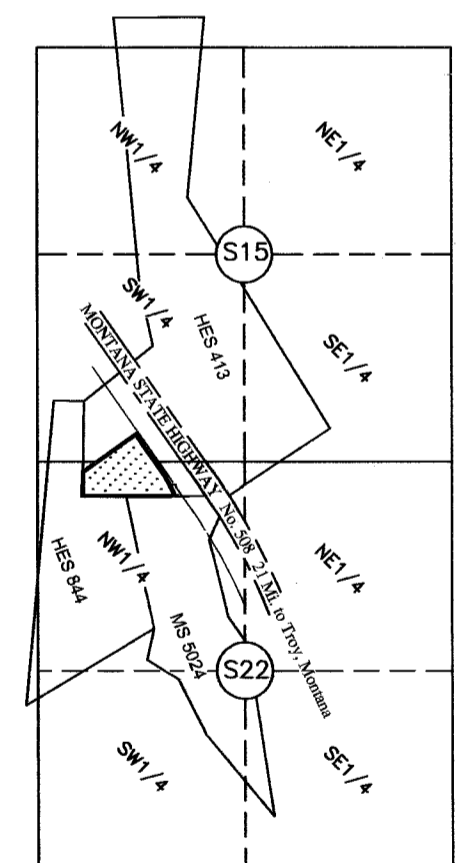 NW1/4
NE1/4
S15
SW1/4
HES 413
SE1/4
MONTANA STATE HIGHWAY No. 508 21 Mi. to Troy, Montana
NW1/4
NE1/4
HES 844
MS 5024
S22
SW1/4
SE1/4